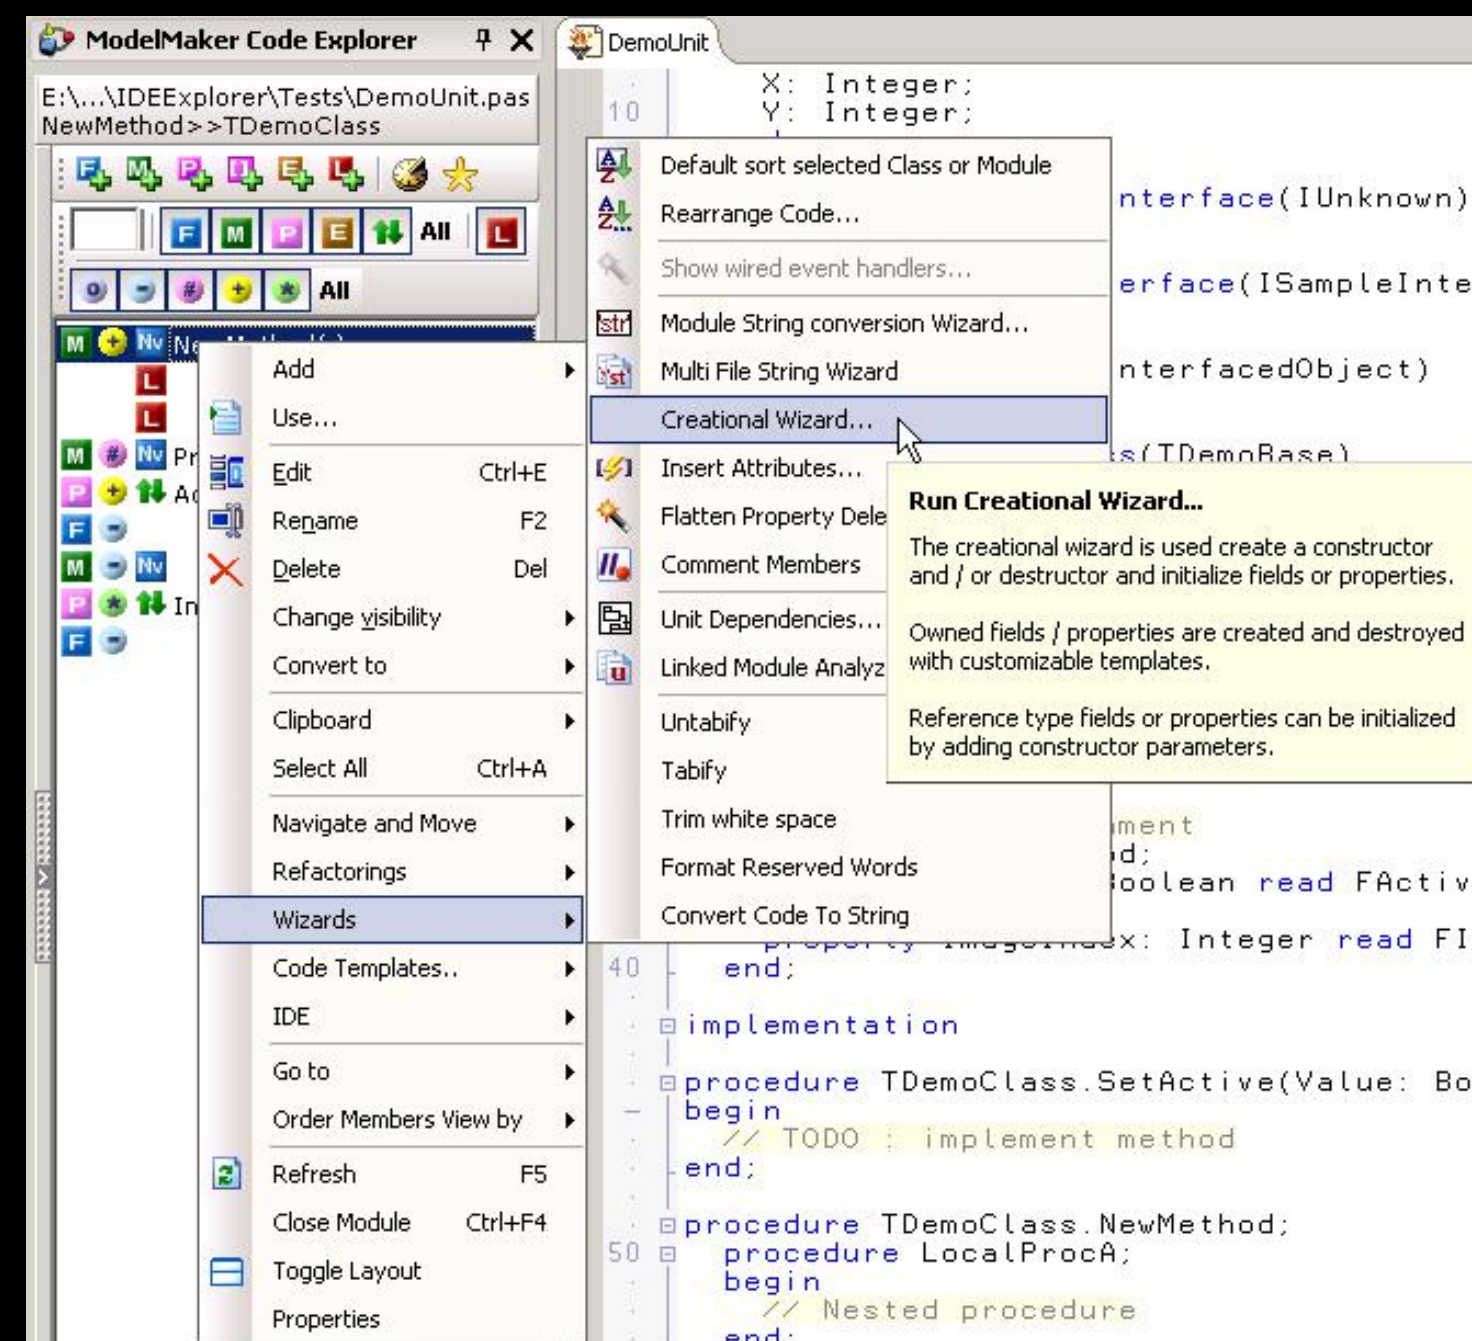 ModelMaker Code Explorer
E:\...\IDEExplorer\Tests\DemoUnit.pas
NewMethod>>TDemoClass
F M P I E L
F M P E All L
# + * All
M + Nv
L
L
M # Nv Pr
P + Ac
F -
M - Nv
P * In
F -
Add
Use...
Edit Ctrl+E
Rename F2
Delete Del
Change visibility
Convert to
Clipboard
Select All Ctrl+A
Navigate and Move
Refactorings
Wizards
Code Templates..
IDE
Go to
Order Members View by
Refresh F5
Close Module Ctrl+F4
Toggle Layout
Properties
Default sort selected Class or Module
Rearrange Code...
Show wired event handlers...
Module String conversion Wizard...
Multi File String Wizard
Creational Wizard...
Insert Attributes...
Flatten Property Dele
Comment Members
Unit Dependencies...
Linked Module Analyz
Untabify
Tabify
Trim white space
Format Reserved Words
Convert Code To String
Run Creational Wizard...
The creational wizard is used create a constructor
and / or destructor and initialize fields or properties.
Owned fields / properties are created and destroyed
with customizable templates.
Reference type fields or properties can be initialized
by adding constructor parameters.
DemoUnit
X: Integer;
10 Y: Integer;
nterface(IUnknown)
erface(ISampleInte
nterfacedObject)
s(TDemoBase)
ment
d;
oolean read FActiv
property ImageIndex: Integer read FI
40 end;
implementation
procedure TDemoClass.SetActive(Value: Bo
begin
// TODO : implement method
end;
procedure TDemoClass.NewMethod;
50 procedure LocalProcA;
begin
// Nested procedure
end;